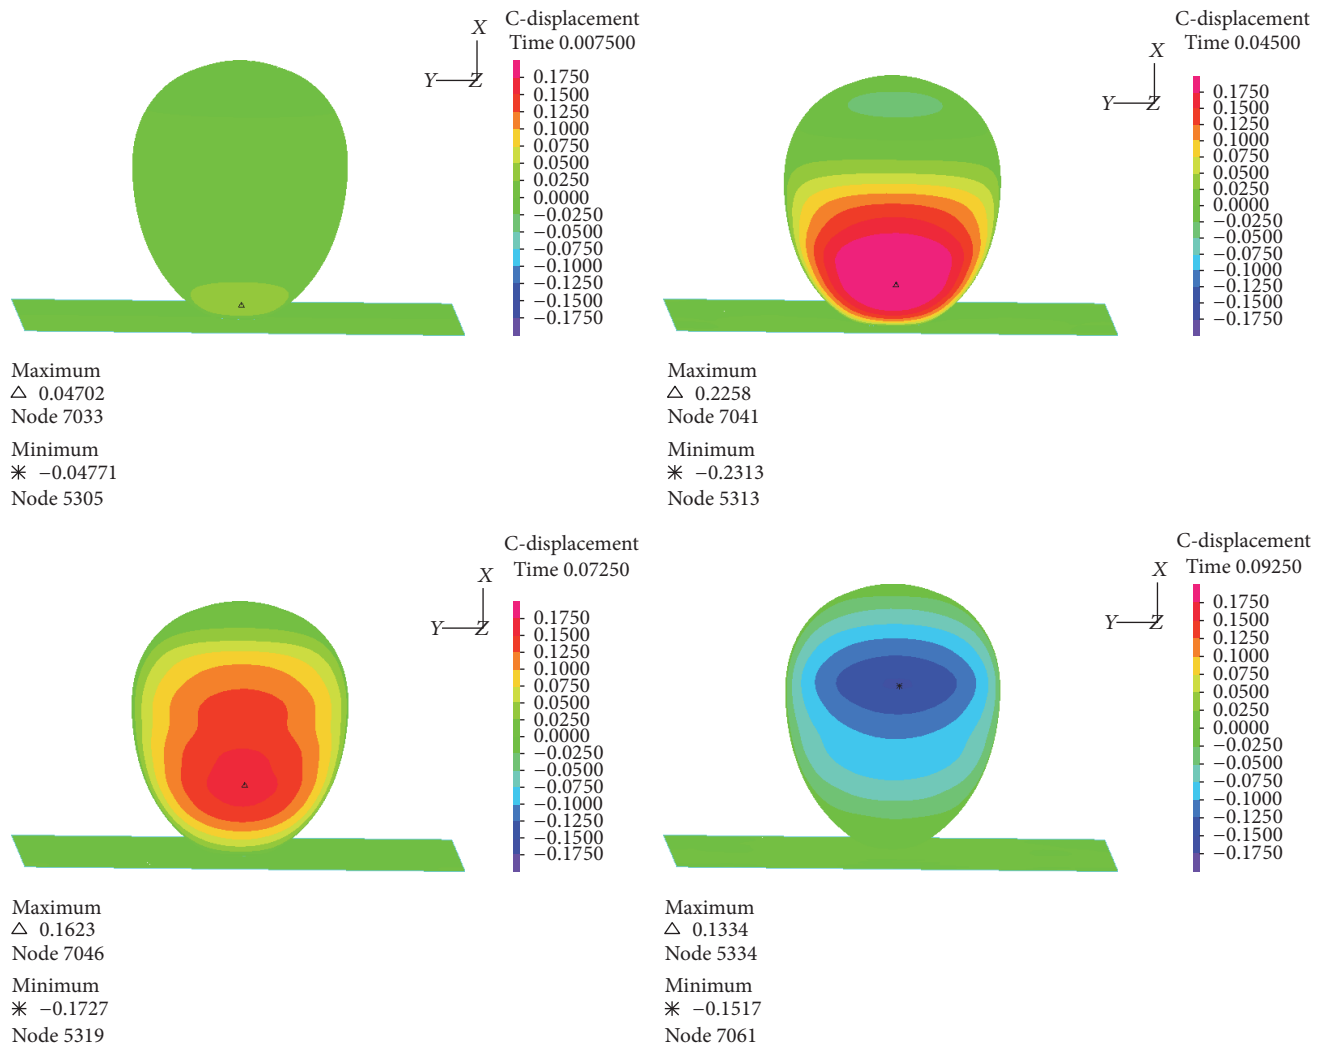 C-displacement
Time 0.007500
X
Y
Z
0.1750
0.1500
0.1250
0.1000
0.0750
0.0500
0.0250
0.0000
−0.0250
−0.0500
−0.0750
−0.1000
−0.1250
−0.1500
−0.1750
Maximum
△ 0.04702
Node 7033
Minimum
✳ −0.04771
Node 5305
C-displacement
Time 0.04500
X
Y
Z
0.1750
0.1500
0.1250
0.1000
0.0750
0.0500
0.0250
0.0000
−0.0250
−0.0500
−0.0750
−0.1000
−0.1250
−0.1500
−0.1750
Maximum
△ 0.2258
Node 7041
Minimum
✳ −0.2313
Node 5313
C-displacement
Time 0.07250
X
Y
Z
0.1750
0.1500
0.1250
0.1000
0.0750
0.0500
0.0250
0.0000
−0.0250
−0.0500
−0.0750
−0.1000
−0.1250
−0.1500
−0.1750
Maximum
△ 0.1623
Node 7046
Minimum
✳ −0.1727
Node 5319
C-displacement
Time 0.09250
X
Y
Z
0.1750
0.1500
0.1250
0.1000
0.0750
0.0500
0.0250
0.0000
−0.0250
−0.0500
−0.0750
−0.1000
−0.1250
−0.1500
−0.1750
Maximum
△ 0.1334
Node 5334
Minimum
✳ −0.1517
Node 7061